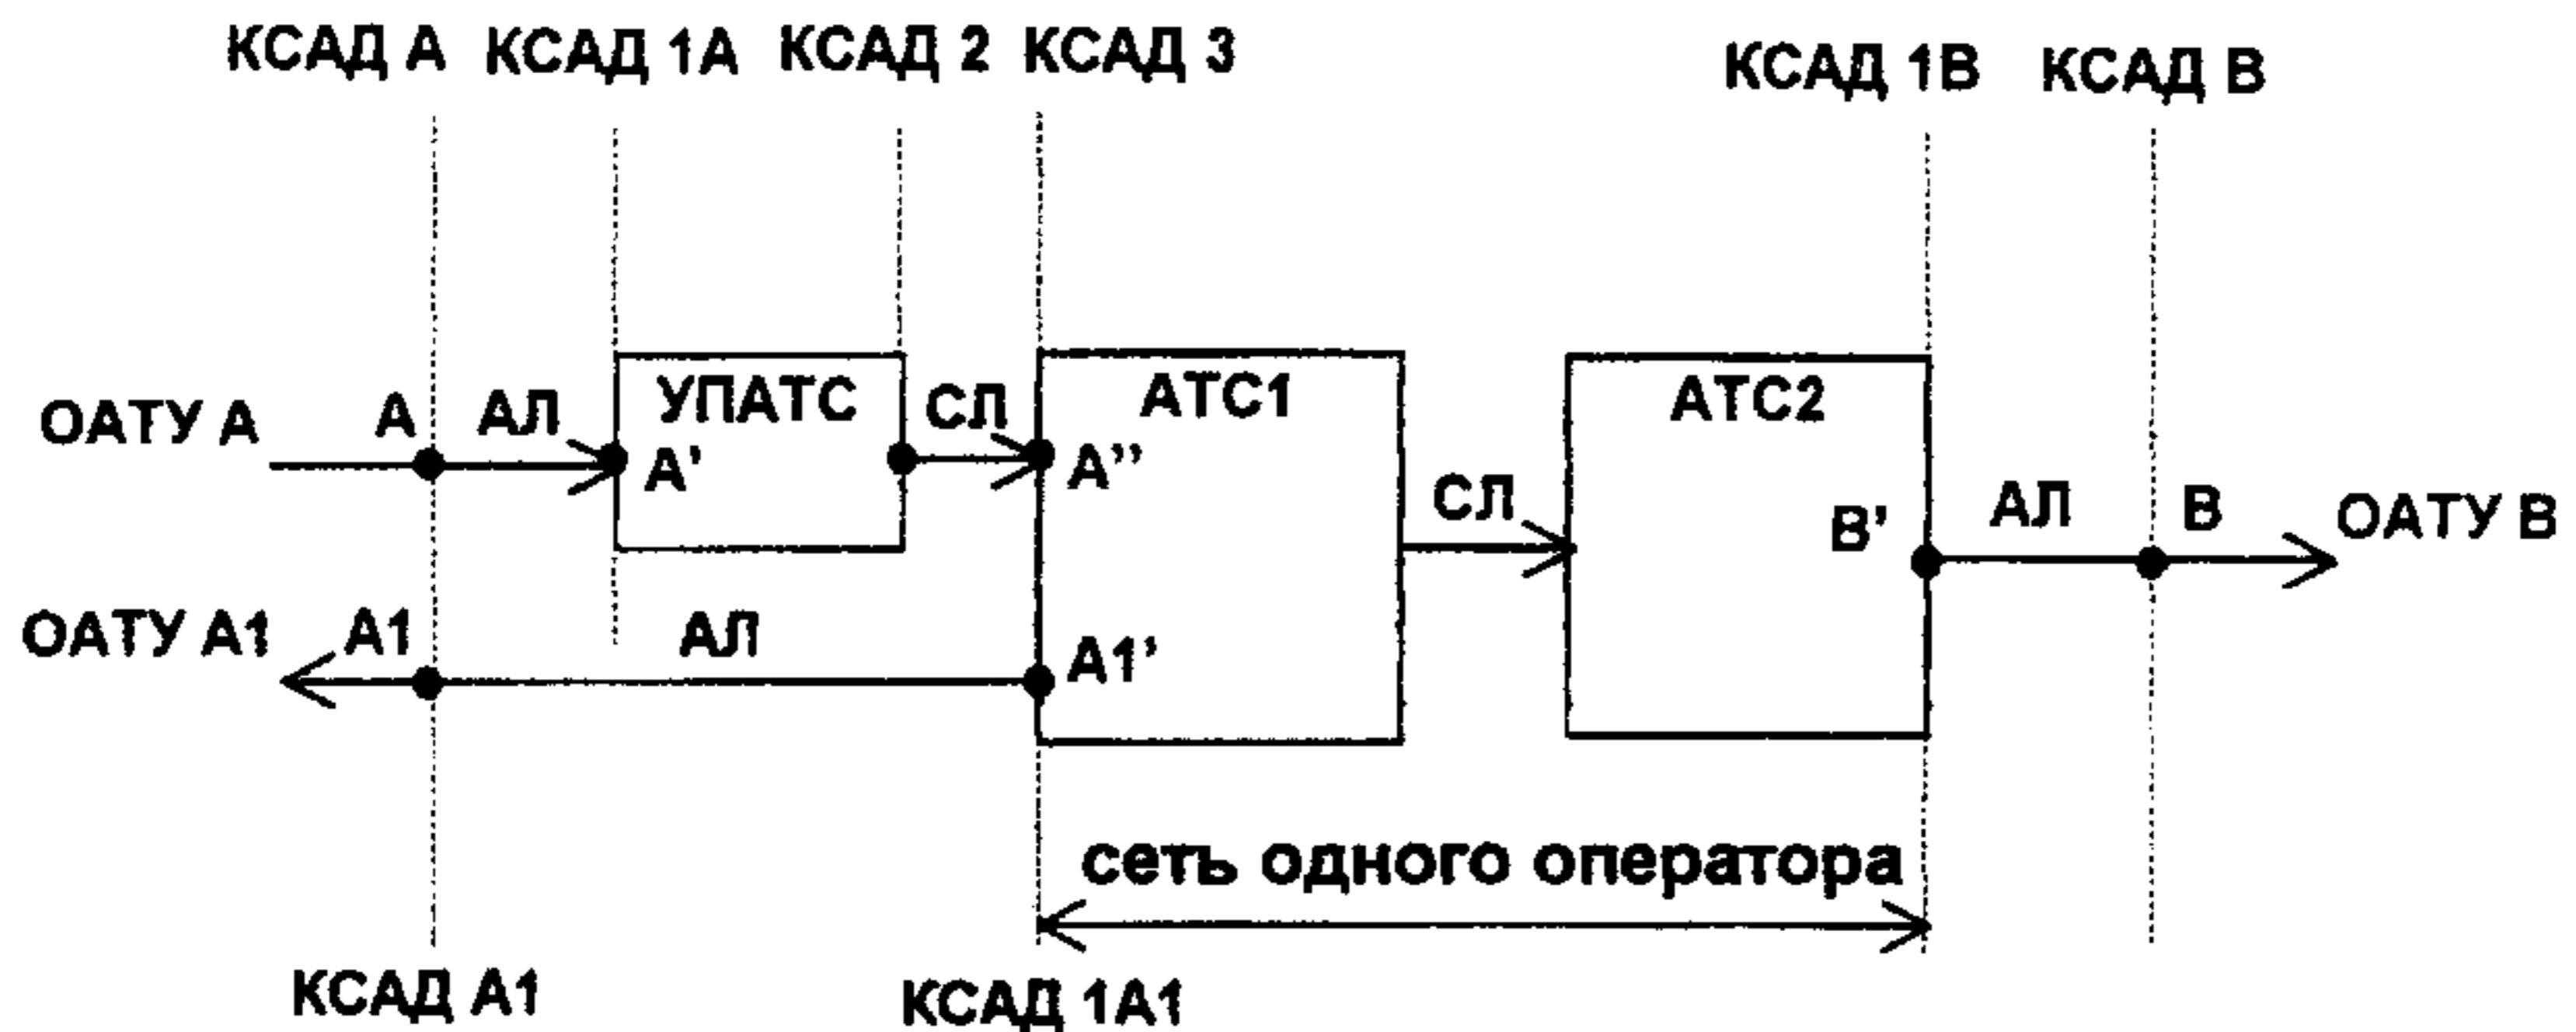 КСАД А КСАД 1А КСАД 2 КСАД 3 КСАД 1В КСАД В
УПАТС АТС1 АТС2
ОАТУ А А АЛ СЛ
А' А''
СЛ АЛ В ОАТУ В
В'
ОАТУ А1 А1 АЛ А1'
сеть одного оператора
КСАД А1 КСАД 1А1